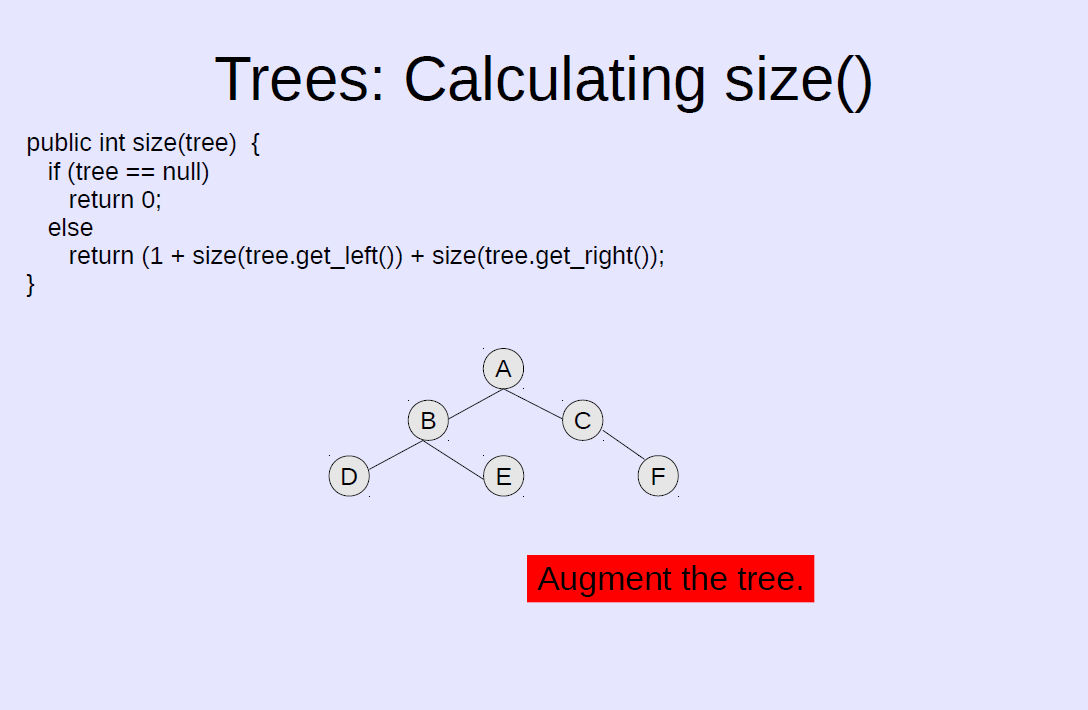 Trees: Calculating size()
public int size(tree)  {
   if (tree == null)
      return 0;
   else
      return (1 + size(tree.get_left()) + size(tree.get_right());
}
A
B C
D E F
Augment the tree.